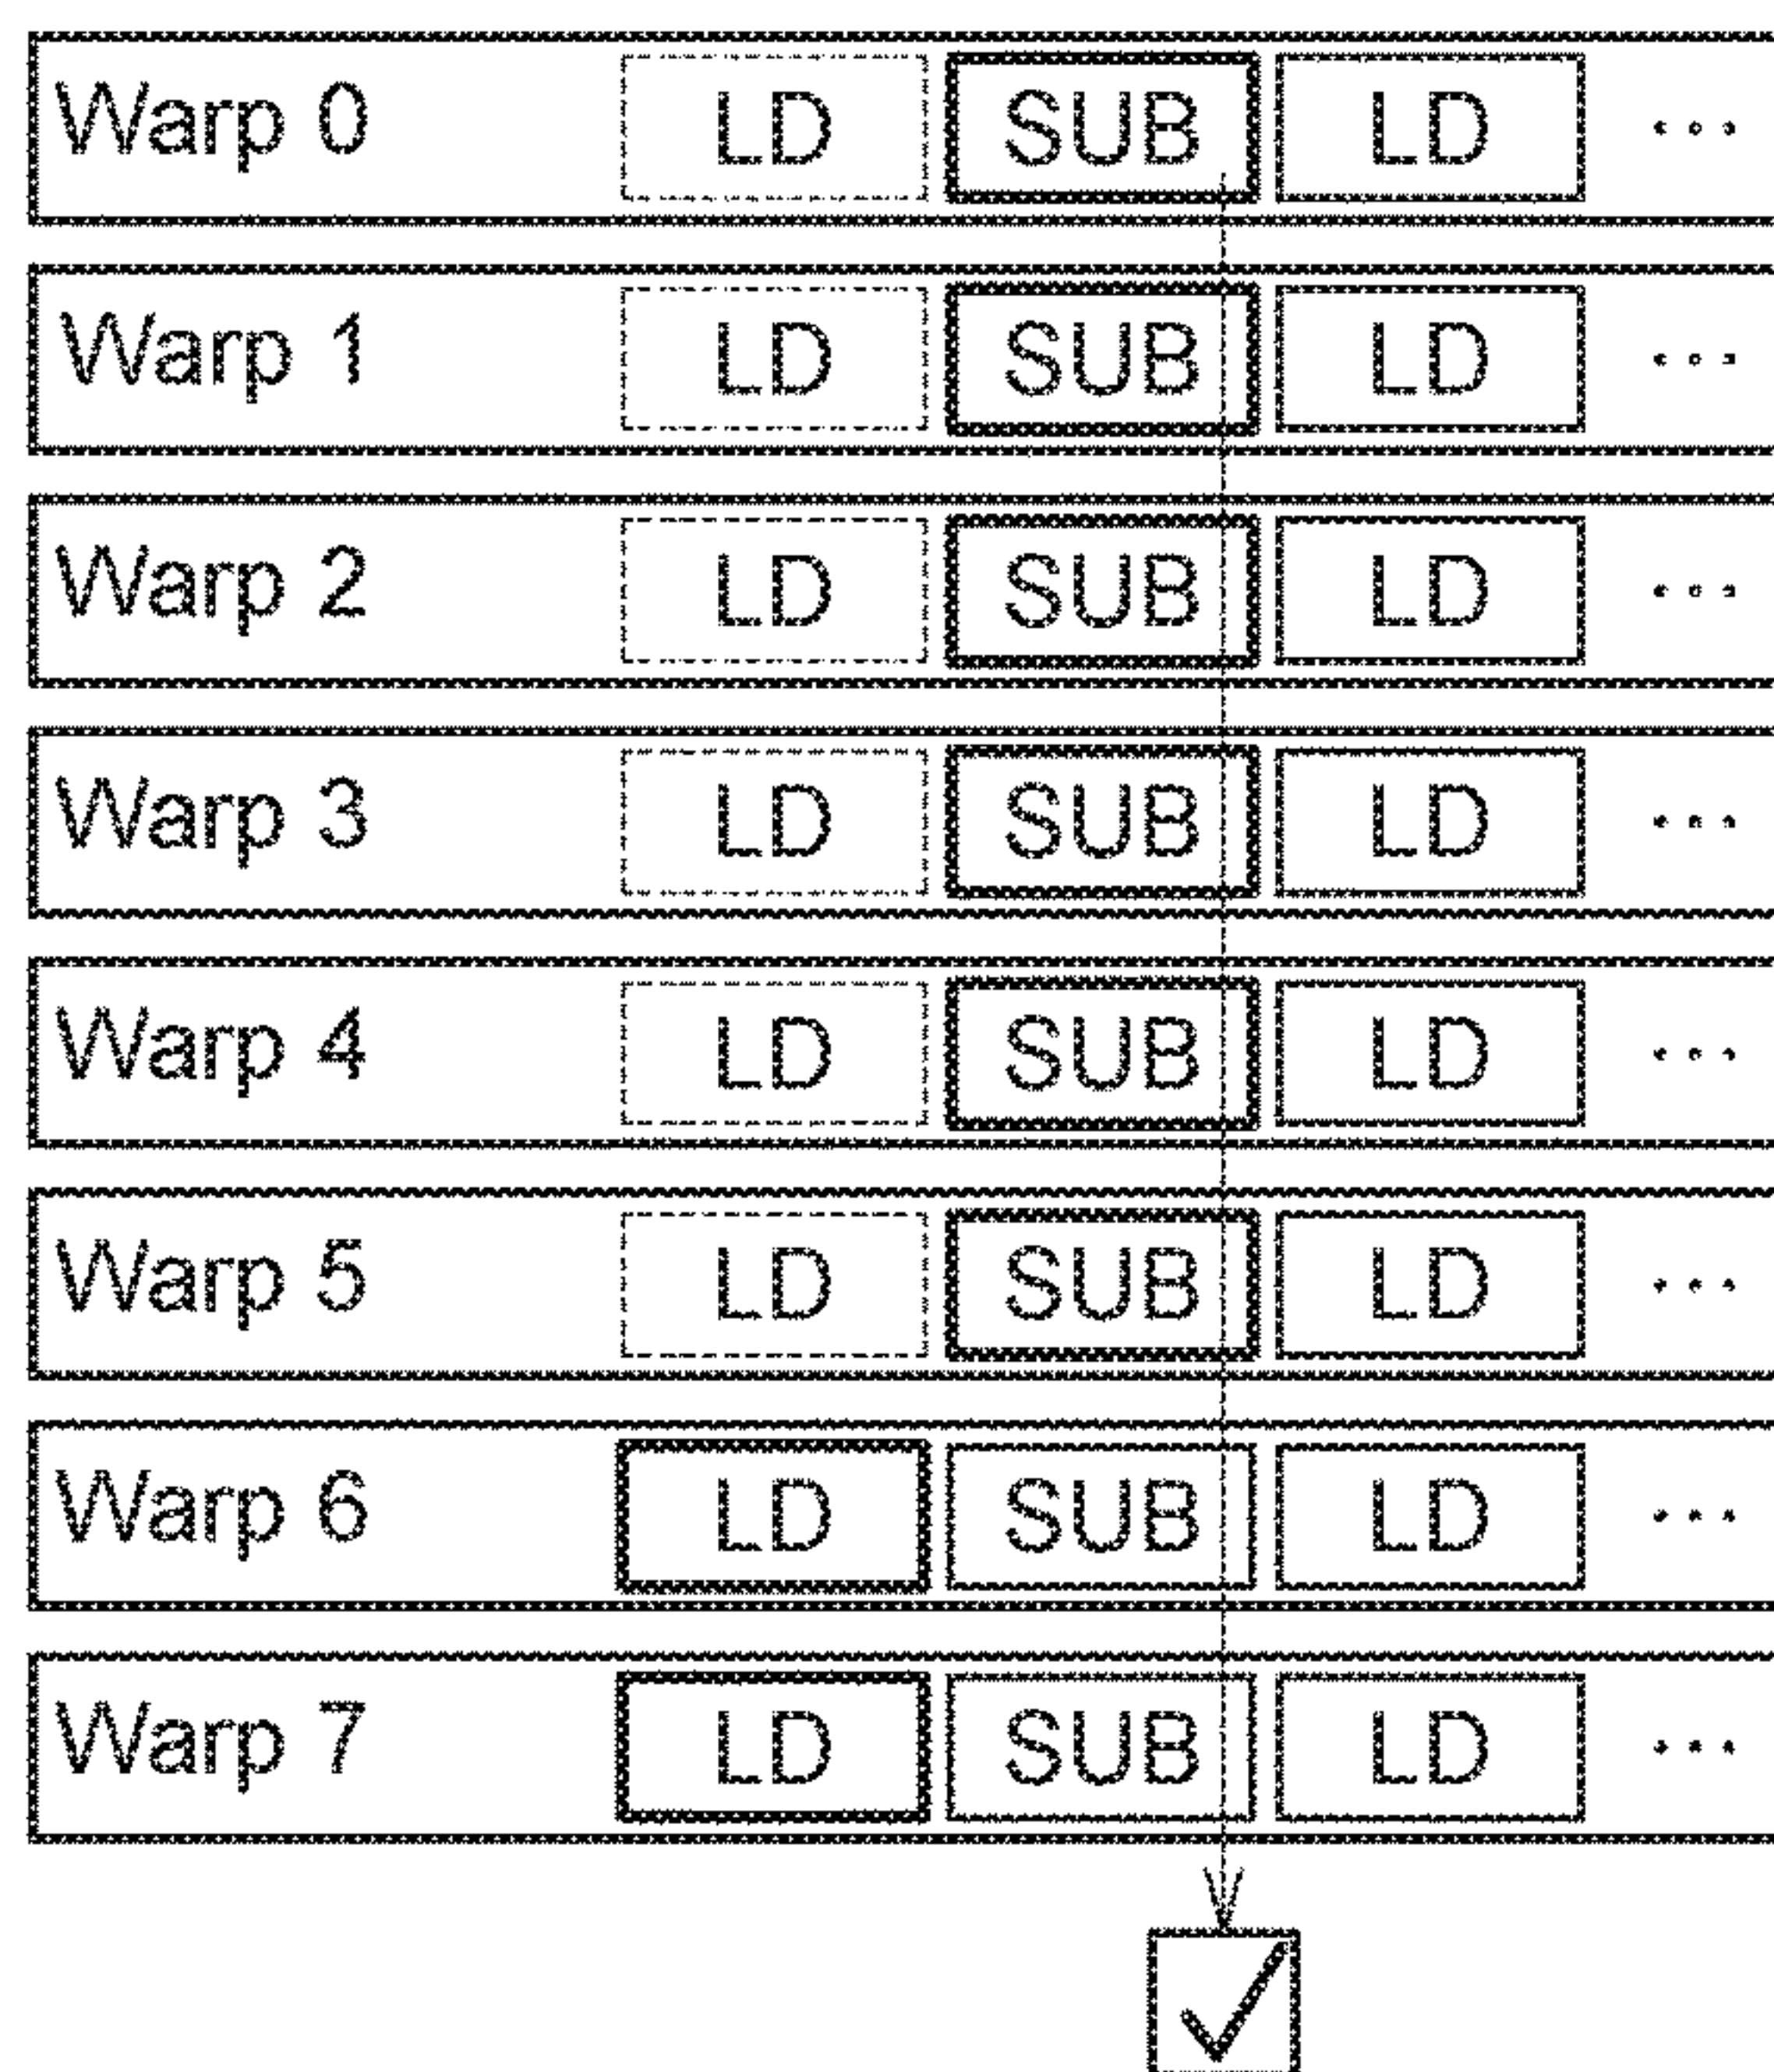 Warp 0 LD SUB LD ...
Warp 1 LD SUB LD ...
Warp 2 LD SUB LD ...
Warp 3 LD SUB LD ...
Warp 4 LD SUB LD ...
Warp 5 LD SUB LD ...
Warp 6 LD SUB LD ...
Warp 7 LD SUB LD ...